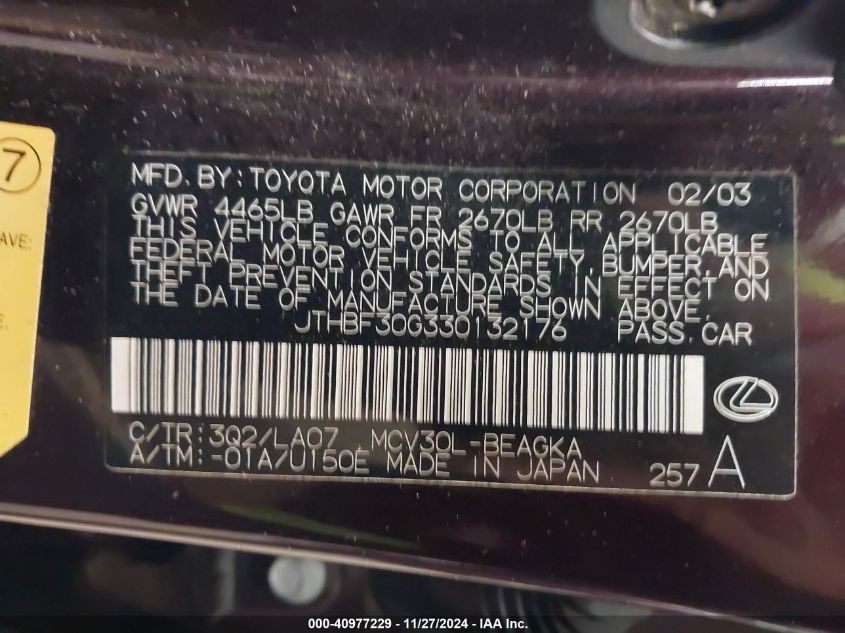 7
AVE:
MFD. BY: TOYOTA MOTOR CORPORATION 02/03
GVWR 4465LB GAWR FR 2670LB RR 2670LB
THIS VEHICLE CONFORMS TO ALL APPLICABLE
FEDERAL MOTOR VEHICLE SAFETY, BUMPER, AND
THEFT PREVENTION STANDARDS IN EFFECT ON
THE DATE OF MANUFACTURE SHOWN ABOVE.
JTHBF30G330132176 PASS. CAR
C/TR: 3Q2/LA07 MCV30L-BEAGKA
A/TM: -01A/U150E MADE IN JAPAN 257 A
000-40977229 - 11/27/2024 - IAA Inc.